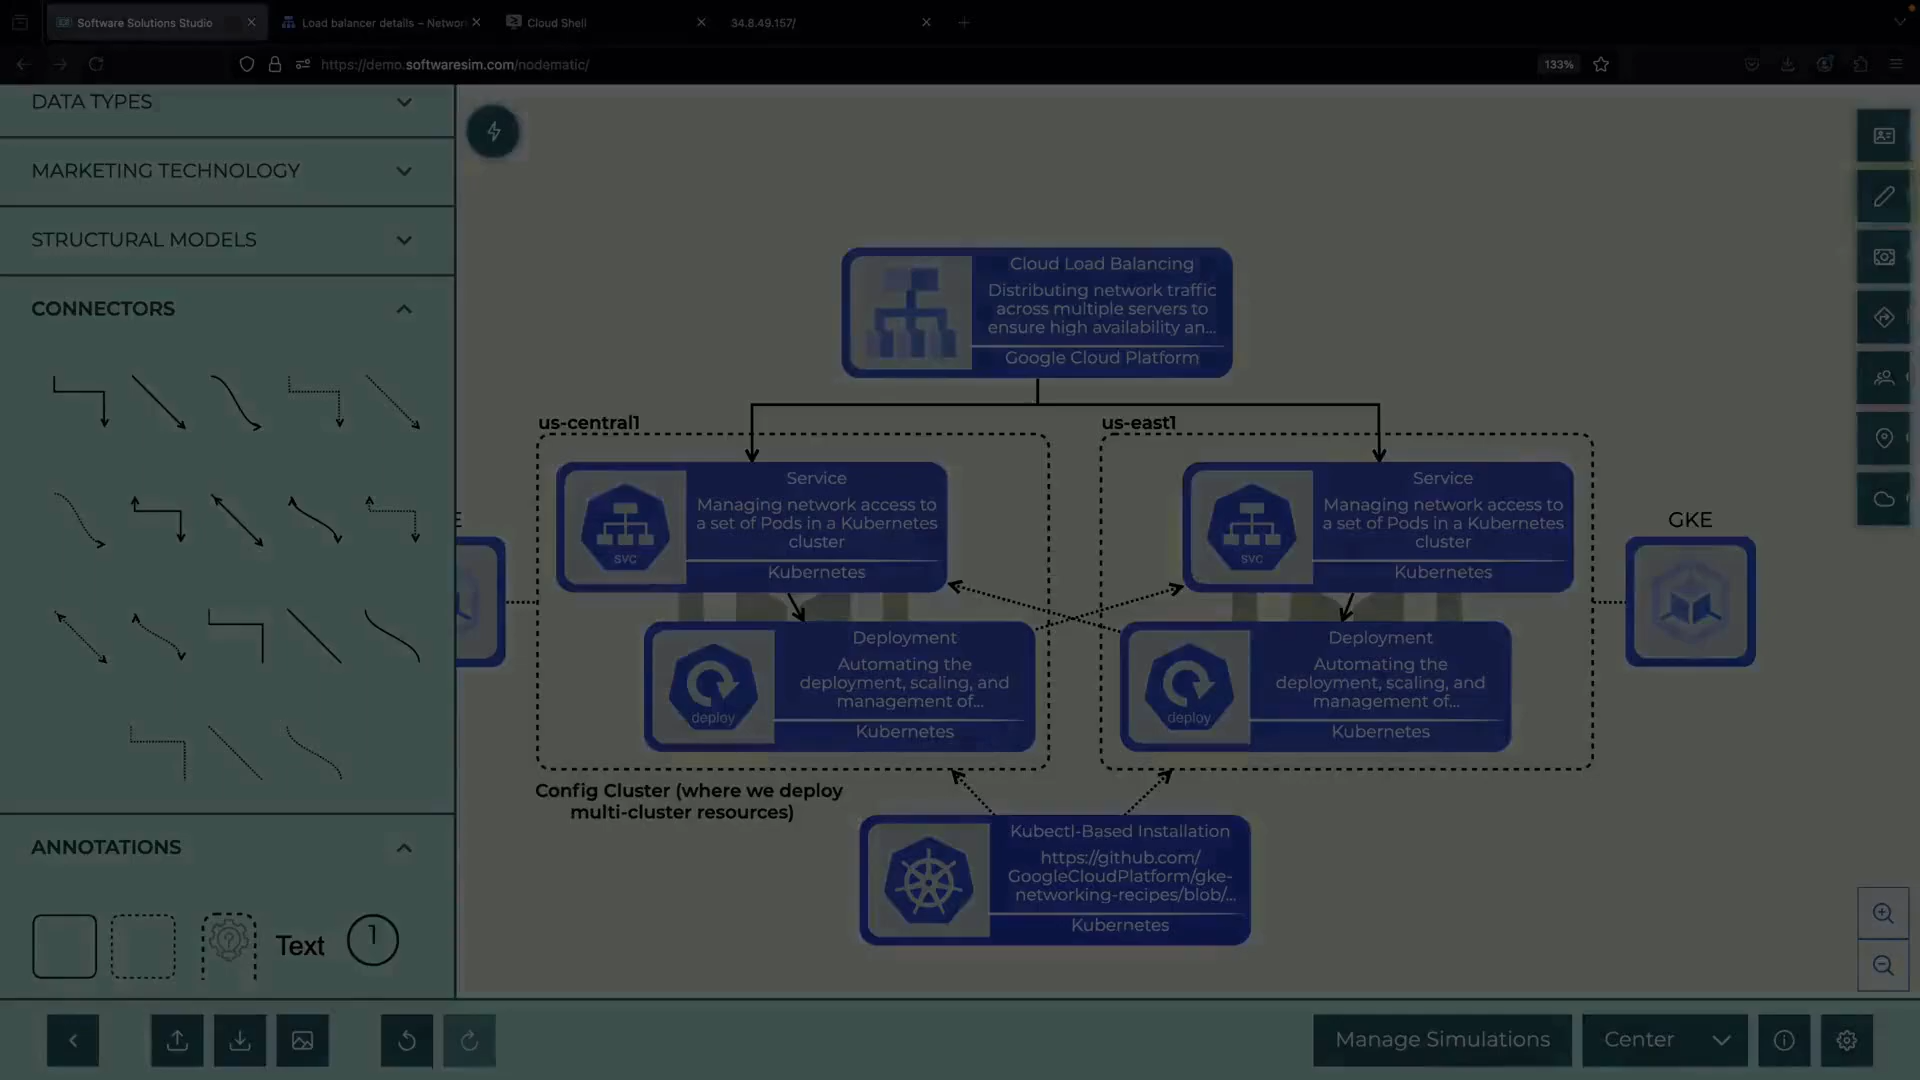 Software Solutions Studio
Load balancer details – Networ
Cloud Shell
34.8.49.157/
https://demo.softwaresim.com/nodematic/
133%
DATA TYPES
MARKETING TECHNOLOGY
STRUCTURAL MODELS
CONNECTORS
ANNOTATIONS
Text
1
Cloud Load Balancing
Distributing network traffic
across multiple servers to
ensure high availability an...
Google Cloud Platform
us-central1
us-east1
Service
Managing network access to
a set of Pods in a Kubernetes
cluster
Kubernetes
svc
Service
Managing network access to
a set of Pods in a Kubernetes
cluster
Kubernetes
svc
E
GKE
Deployment
Automating the
deployment, scaling, and
management of...
Kubernetes
deploy
Deployment
Automating the
deployment, scaling, and
management of...
Kubernetes
deploy
Config Cluster (where we deploy
multi-cluster resources)
Kubectl-Based Installation
https://github.com/
GoogleCloudPlatform/gke-
networking-recipes/blob/...
Kubernetes
Manage Simulations
Center